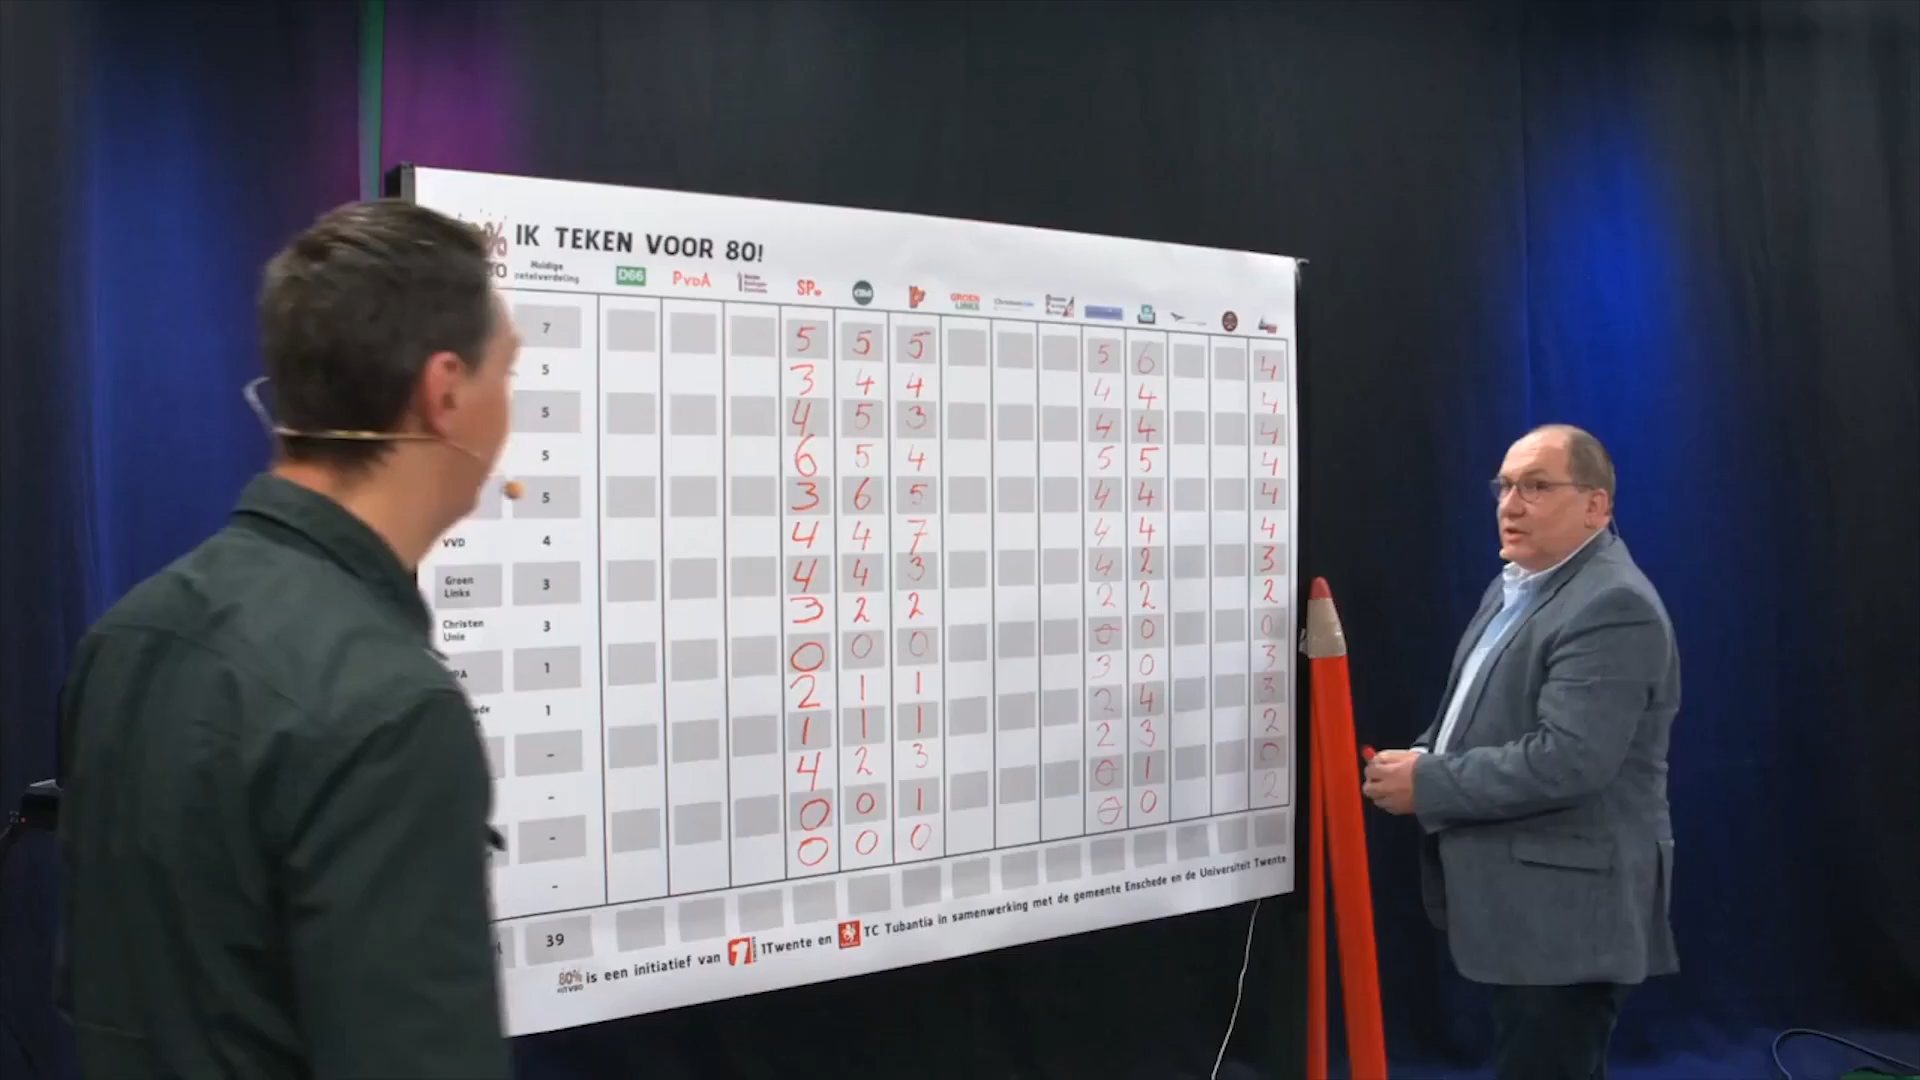 % IK TEKEN VOOR 80!
Huidige zetelverdeling D66 PvdA SP CDA GROEN LINKS ChristenUnie
7 5 5 5 5 6 4
5 3 4 4 4 4 4
5 4 5 3 4 4 4
5 6 5 4 5 5 4
5 3 6 5 4 4 4
VVD 4 4 4 7 4 4 4
Groen Links 3 4 4 3 4 2 3
Christen Unie 3 3 2 2 2 2 2
PA 1 0 0 0 0 0 0
ede 1 2 1 1 3 0 3
- 1 1 1 2 4 3
- 4 2 3 2 3 2
- 0 0 1 0 1 0
- 0 0 0 0 0 2
39
80% is een initiatief van 1Twente en TC Tubantia in samenwerking met de gemeente Enschede en de Universiteit Twente